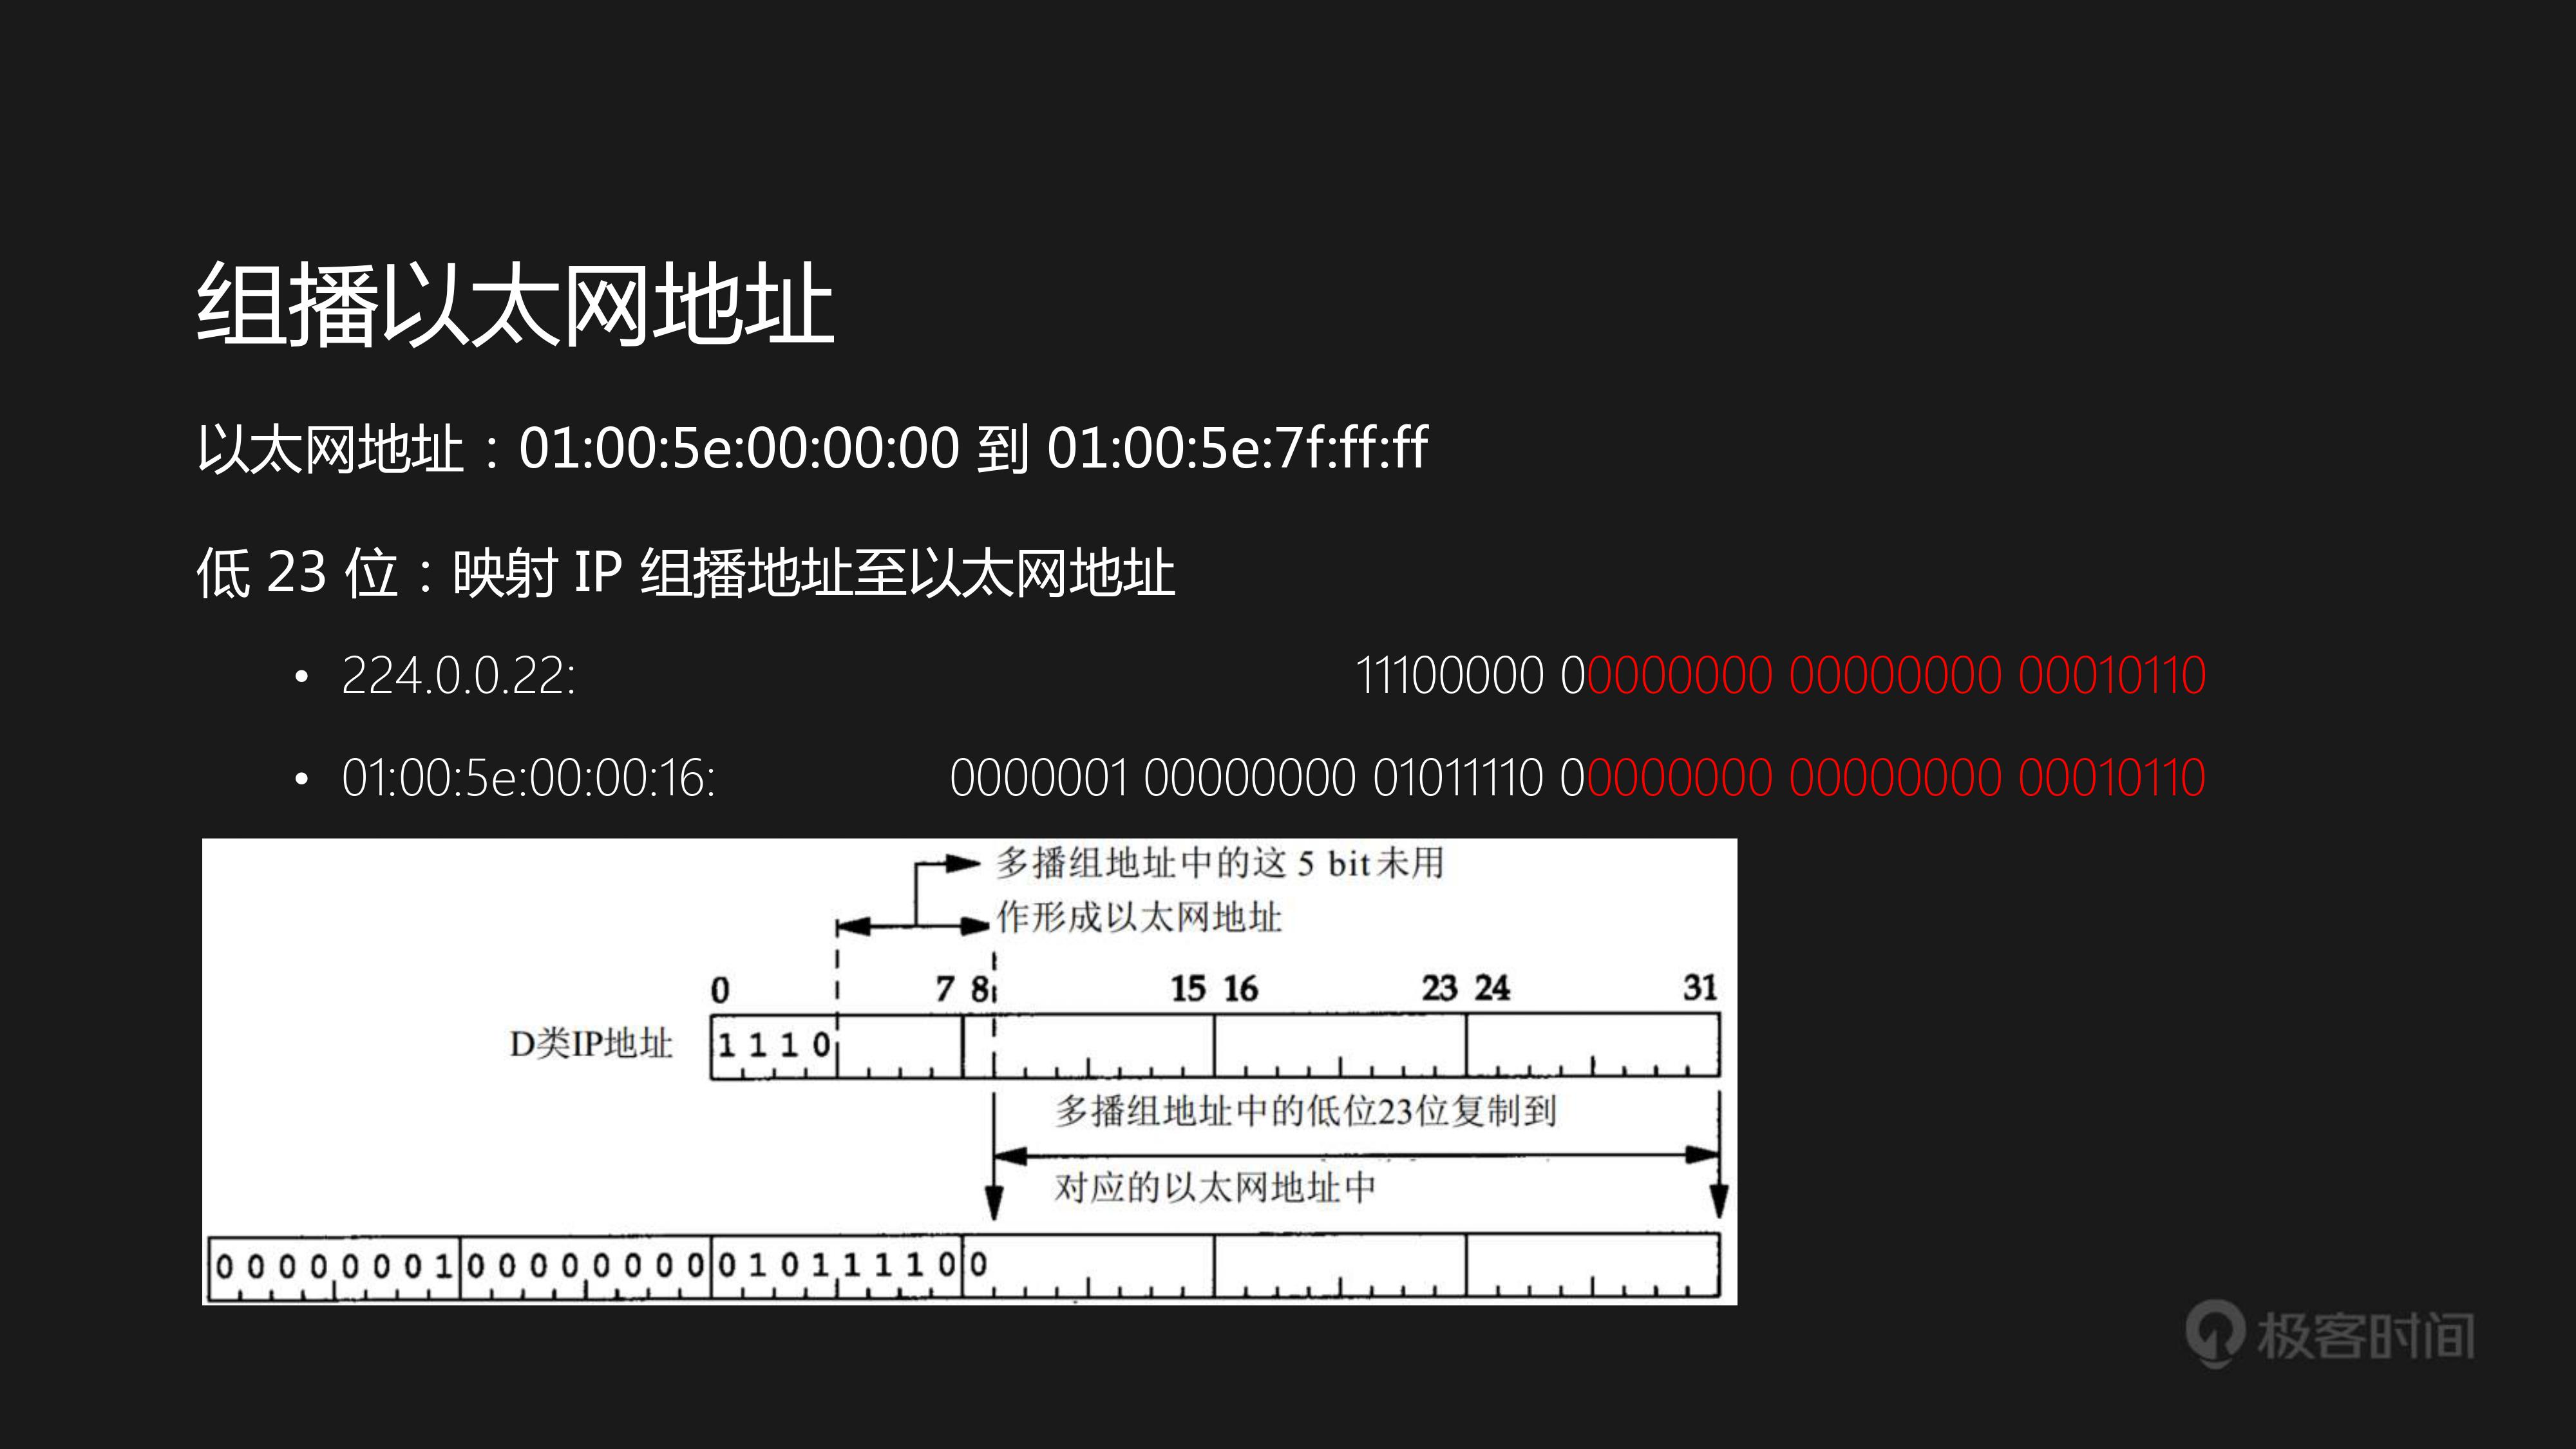 组播以太网地址
以太网地址：01:00:5e:00:00:00 到 01:00:5e:7f:ff:ff
低 23 位：映射 IP 组播地址至以太网地址
• 224.0.0.22: 11100000 00000000 00000000 00010110
• 01:00:5e:00:00:16: 0000001 00000000 01011110 00000000 00000000 00010110
多播组地址中的这 5 bit未用
作形成以太网地址
0 7 8 15 16 23 24 31
D类IP地址 1 1 1 0
多播组地址中的低位23位复制到
对应的以太网地址中
0 0 0 0 0 0 0 1 0 0 0 0 0 0 0 0 0 1 0 1 1 1 1 0 0
极客时间